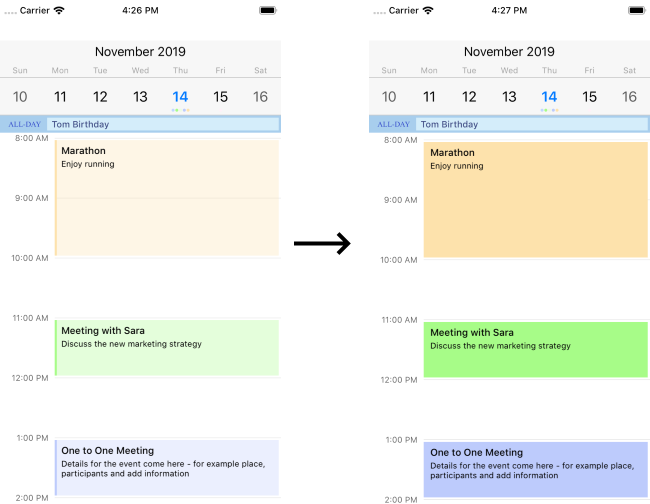 Carrier 4:26 PM
November 2019
Sun Mon Tue Wed Thu Fri Sat
10 11 12 13 14 15 16
ALL-DAY Tom Birthday
8:00 AM
Marathon
Enjoy running
9:00 AM
10:00 AM
11:00 AM
Meeting with Sara
Discuss the new marketing strategy
12:00 PM
1:00 PM
One to One Meeting
Details for the event come here - for example place,
participants and add information
2:00 PM
Carrier 4:27 PM
November 2019
Sun Mon Tue Wed Thu Fri Sat
10 11 12 13 14 15 16
ALL-DAY Tom Birthday
8:00 AM
Marathon
Enjoy running
9:00 AM
10:00 AM
11:00 AM
Meeting with Sara
Discuss the new marketing strategy
12:00 PM
1:00 PM
One to One Meeting
Details for the event come here - for example place,
participants and add information
2:00 PM